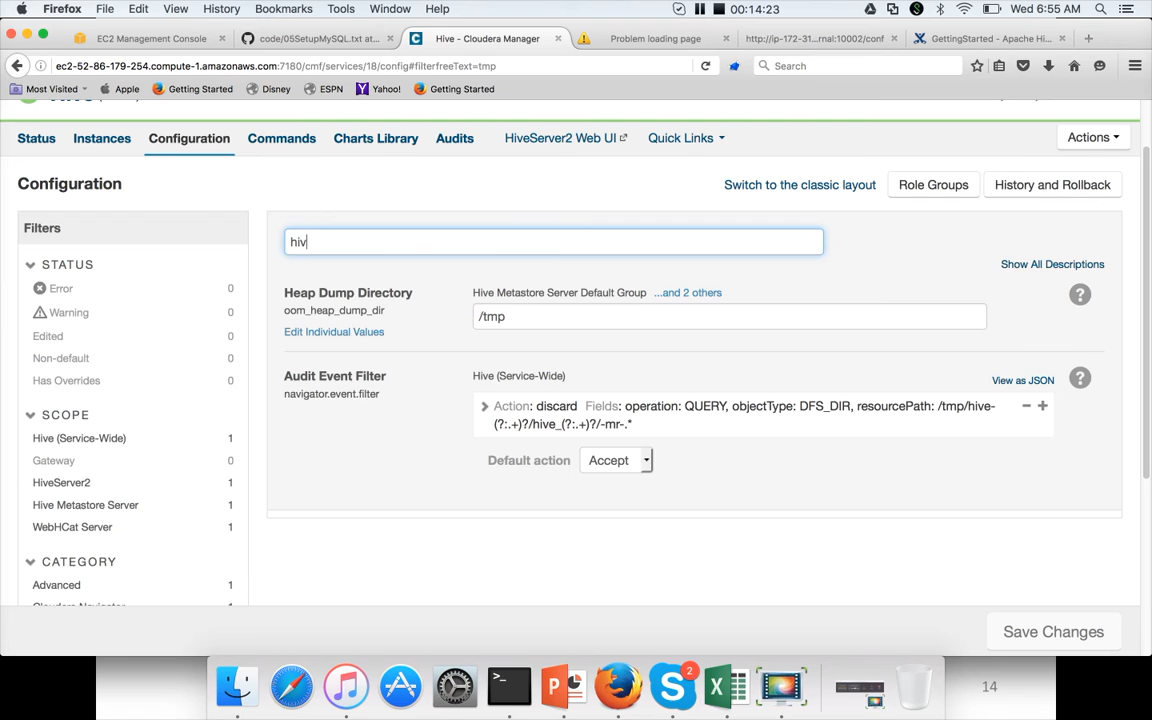 Firefox File Edit View History Bookmarks Tools Window Help 00:14:23 Wed 6:55 AM
EC2 Management Console × code/05SetupMySQL.txt at... × Hive - Cloudera Manager × Problem loading page × http://ip-172-31...rnal:10002/conf × GettingStarted - Apache Hi... × +
ec2-52-86-179-254.compute-1.amazonaws.com:7180/cmf/services/18/config#filterfreeText=tmp Search
Most Visited Apple Getting Started Disney ESPN Yahoo! Getting Started
Status Instances Configuration Commands Charts Library Audits HiveServer2 Web UI Quick Links Actions
Configuration Switch to the classic layout Role Groups History and Rollback
Filters
hiv
STATUS
Show All Descriptions
Error 0
Heap Dump Directory Hive Metastore Server Default Group ...and 2 others ?
oom_heap_dump_dir
Warning 0
/tmp
Edit Individual Values
Edited 0
Non-default 0
Has Overrides 0
Audit Event Filter Hive (Service-Wide) View as JSON ?
navigator.event.filter
Action: discard Fields: operation: QUERY, objectType: DFS_DIR, resourcePath: /tmp/hive-
(?:.+)?/hive_(?:.+)?/-mr-.*
Default action Accept
SCOPE
Hive (Service-Wide) 1
Gateway 0
HiveServer2 1
Hive Metastore Server 1
WebHCat Server 1
CATEGORY
Advanced 1
Cloudera Navigator 1
Save Changes
2
14